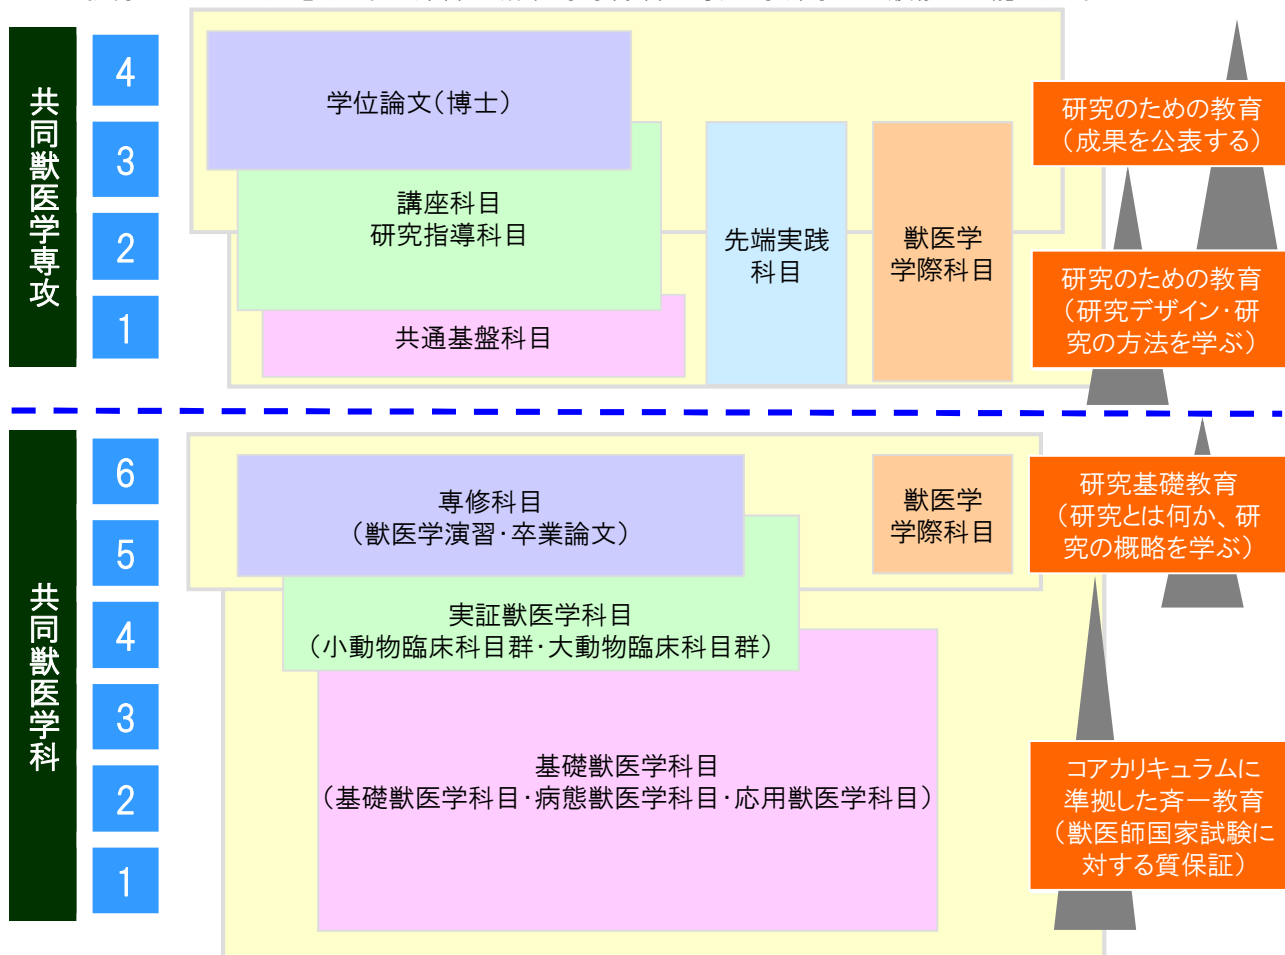 共同獣医学専攻
4
3
2
1
学位論文（博士）
講座科目
研究指導科目
共通基盤科目
先端実践
科目
獣医学
学際科目
研究のための教育
（成果を公表する）
研究のための教育
（研究デザイン・研
究の方法を学ぶ）
共同獣医学科
6
5
4
3
2
1
専修科目
（獣医学演習・卒業論文）
獣医学
学際科目
実証獣医学科目
（小動物臨床科目群・大動物臨床科目群）
基礎獣医学科目
（基礎獣医学科目・病態獣医学科目・応用獣医学科目）
研究基礎教育
（研究とは何か、研
究の概略を学ぶ）
コアカリキュラムに
準拠した斉一教育
（獣医師国家試験に
対する質保証）